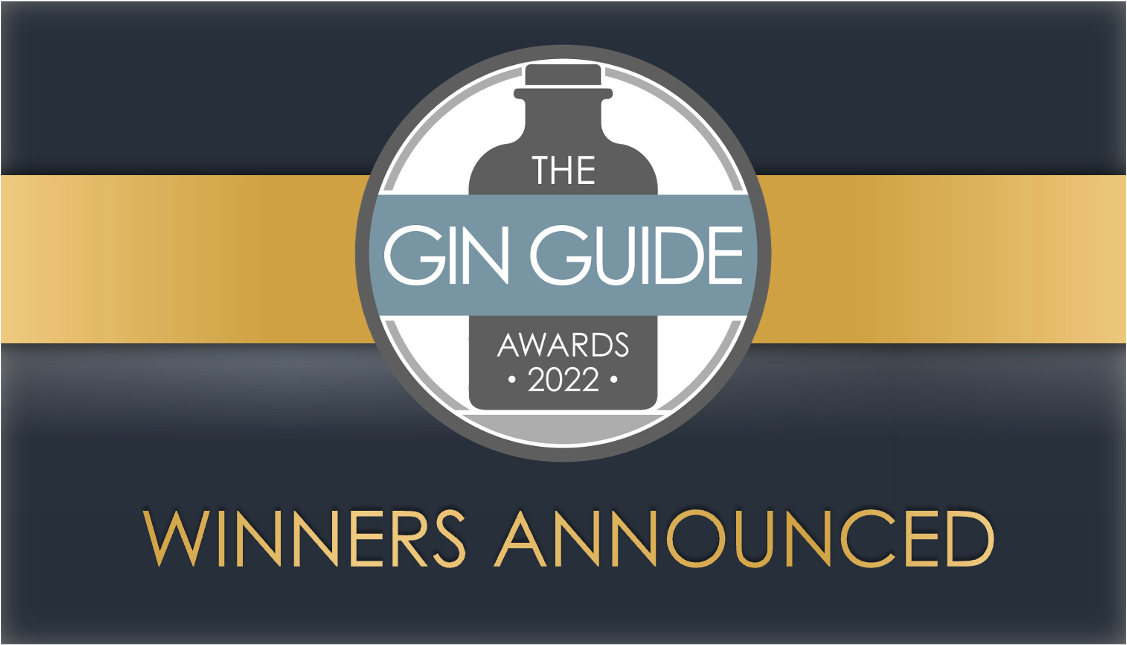 THE
GIN GUIDE
AWARDS
• 2022 •
WINNERS ANNOUNCED